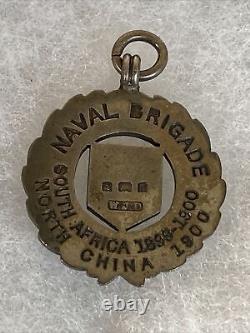 NAVAL BRIGADE
SOUTH AFRICA 1899-1900
NORTH CHINA 1900